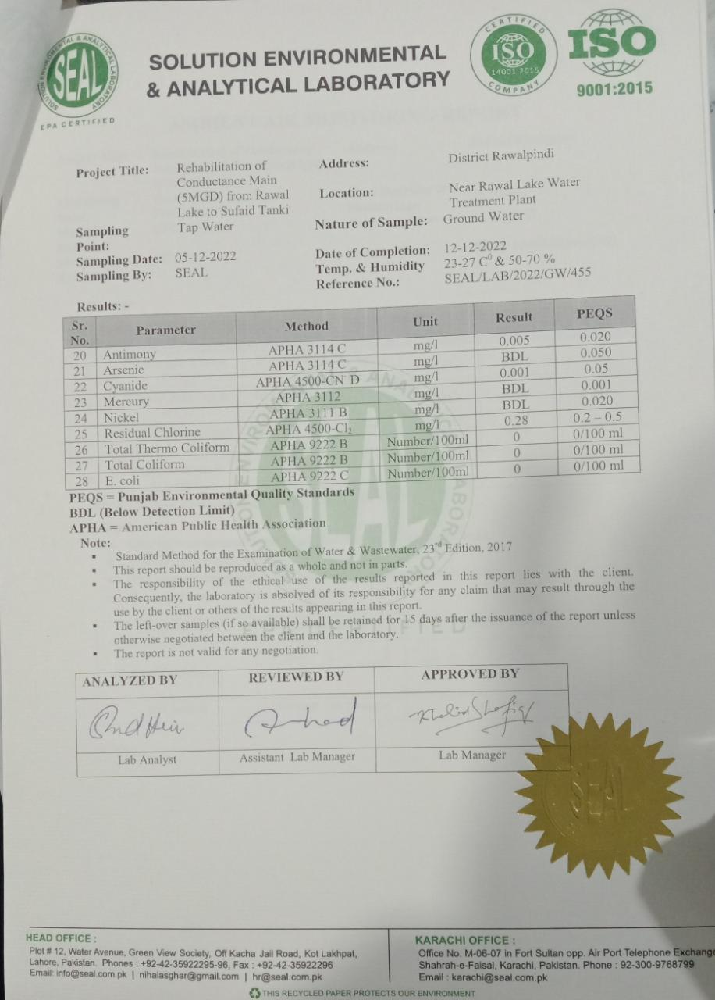 SOLUTION ENVIRONMENTAL & ANALYTICAL LABORATORY
SEAL
EPA CERTIFIED
SOLUTION ENVIRONMENTAL
& ANALYTICAL LABORATORY
CERTIFIED
ISO
14001:2015
COMPANY
ISO
9001:2015
Project Title: Rehabilitation of
Conductance Main
(5MGD) from Rawal
Lake to Sufaid Tanki
Address: District Rawalpindi
Location: Near Rawal Lake Water
Treatment Plant
Sampling Point: Tap Water
Nature of Sample: Ground Water
Sampling Date: 05-12-2022
Date of Completion: 12-12-2022
Sampling By: SEAL
Temp. & Humidity 23-27 C⁰ & 50-70 %
Reference No.: SEAL/LAB/2022/GW/455
Results: -
Sr. No. Parameter Method Unit Result PEQS
20 Antimony APHA 3114 C mg/l 0.005 0.020
21 Arsenic APHA 3114 C mg/l BDL 0.050
22 Cyanide APHA 4500-CN D mg/l 0.001 0.05
23 Mercury APHA 3112 mg/l BDL 0.001
24 Nickel APHA 3111 B mg/l BDL 0.020
25 Residual Chlorine APHA 4500-Cl₂ mg/l 0.28 0.2 – 0.5
26 Total Thermo Coliform APHA 9222 B Number/100ml 0 0/100 ml
27 Total Coliform APHA 9222 B Number/100ml 0 0/100 ml
28 E. coli APHA 9222 C Number/100ml 0 0/100 ml
PEQS = Punjab Environmental Quality Standards
BDL (Below Detection Limit)
APHA = American Public Health Association
Note:
▪ Standard Method for the Examination of Water & Wastewater, 23rd Edition, 2017
▪ This report should be reproduced as a whole and not in parts.
▪ The responsibility of the ethical use of the results reported in this report lies with the client.
Consequently, the laboratory is absolved of its responsibility for any claim that may result through the
use by the client or others of the results appearing in this report.
▪ The left-over samples (if so available) shall be retained for 15 days after the issuance of the report unless
otherwise negotiated between the client and the laboratory.
▪ The report is not valid for any negotiation.
ANALYZED BY REVIEWED BY APPROVED BY
Khalid Shafiq
Lab Analyst Assistant Lab Manager Lab Manager
SEAL
HEAD OFFICE :
Plot # 12, Water Avenue, Green View Society, Off Kacha Jail Road, Kot Lakhpat,
Lahore, Pakistan. Phones : +92-42-35922295-96, Fax : +92-42-35922296
Email: info@seal.com.pk | nihalasghar@gmail.com | hr@seal.com.pk
KARACHI OFFICE :
Office No. M-06-07 in Fort Sultan opp. Air Port Telephone Exchange
Shahrah-e-Faisal, Karachi, Pakistan. Phone : 92-300-9768799
Email : karachi@seal.com.pk
THIS RECYCLED PAPER PROTECTS OUR ENVIRONMENT